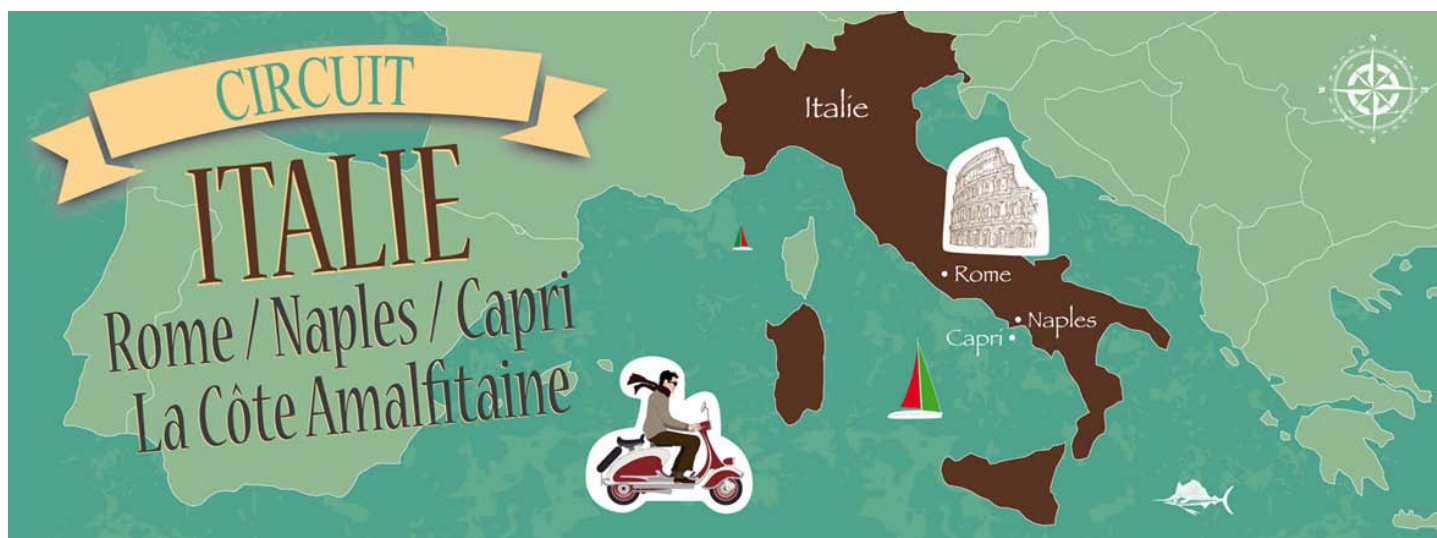 CIRCUIT
ITALIE
Rome / Naples / Capri
La Côte Amalfitaine
Italie
• Rome
• Naples
Capri •
N
W
E
S